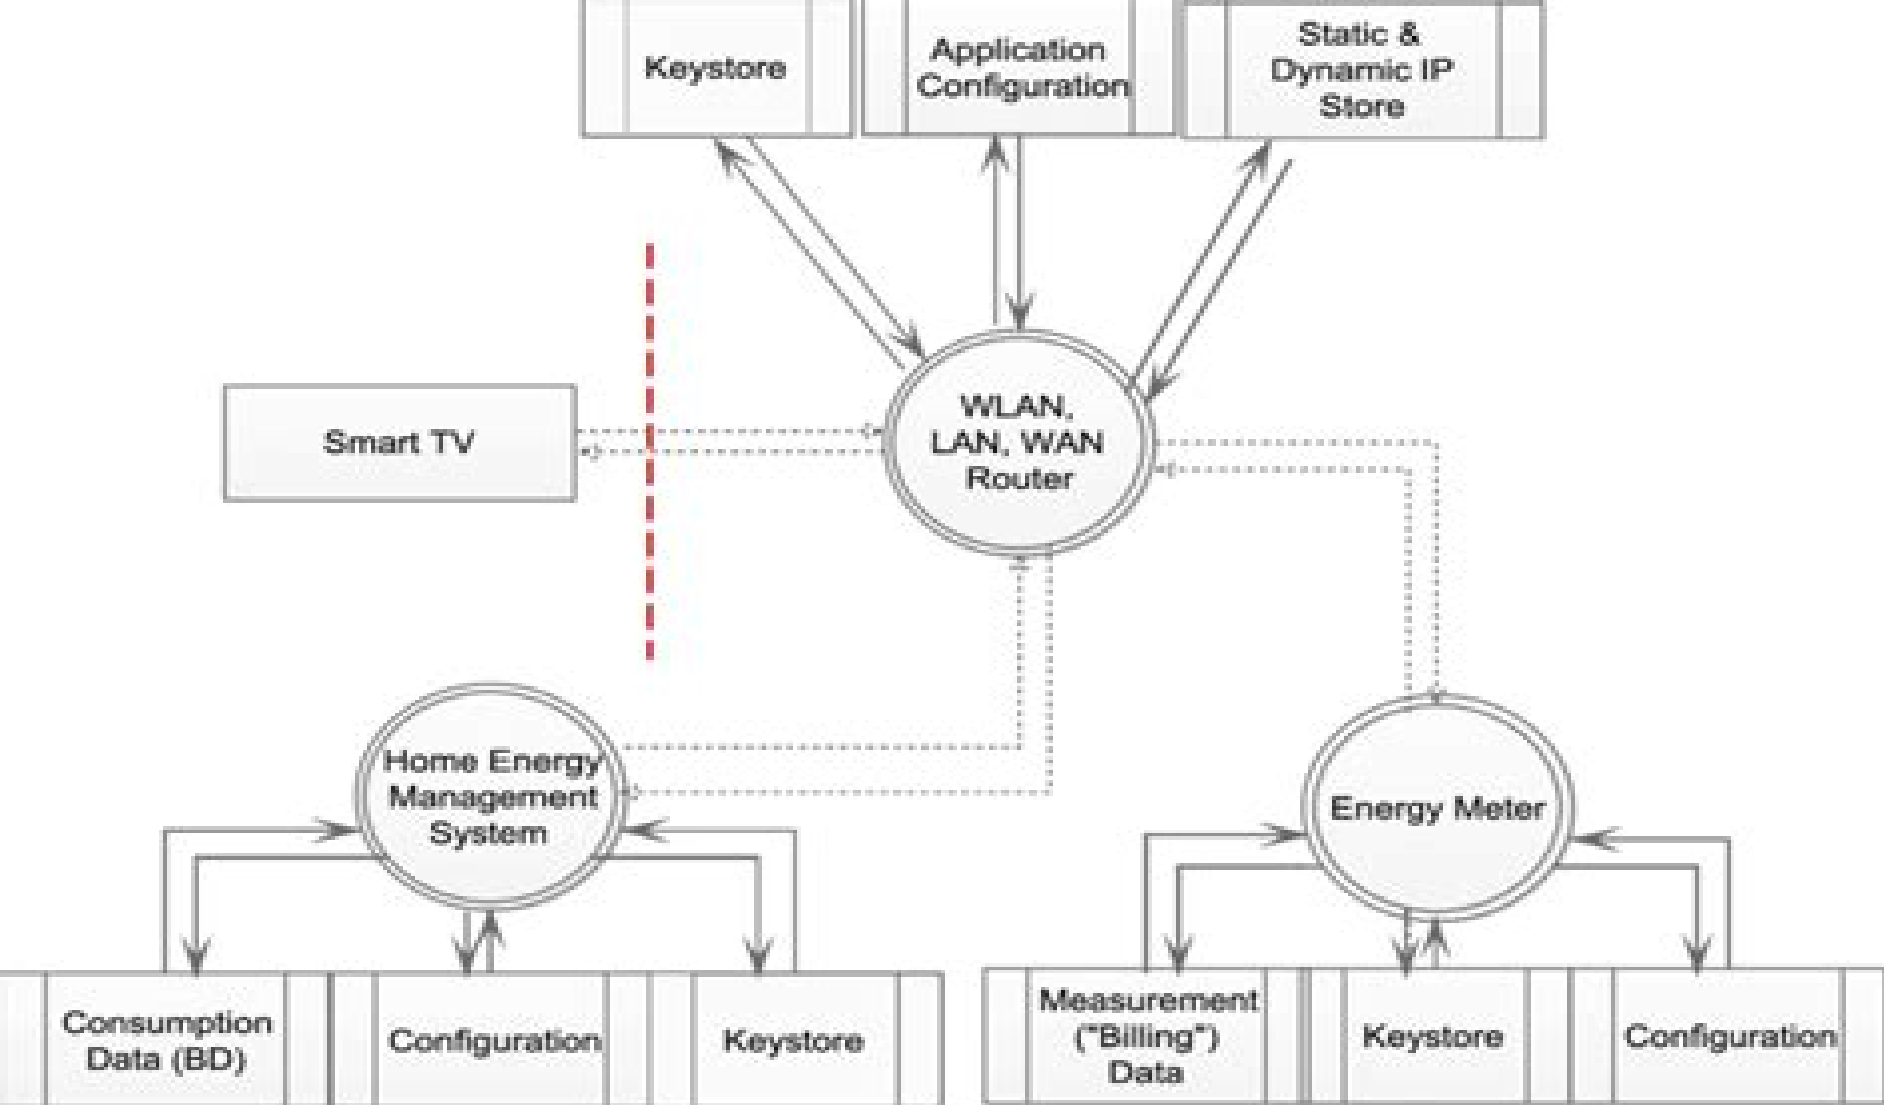 Keystore
Application
Configuration
Static &
Dynamic IP
Store
WLAN,
LAN, WAN
Router
Smart TV
Home Energy
Management
System
Energy Meter
Consumption
Data (BD)
Configuration
Keystore
Measurement
("Billing")
Data
Keystore
Configuration